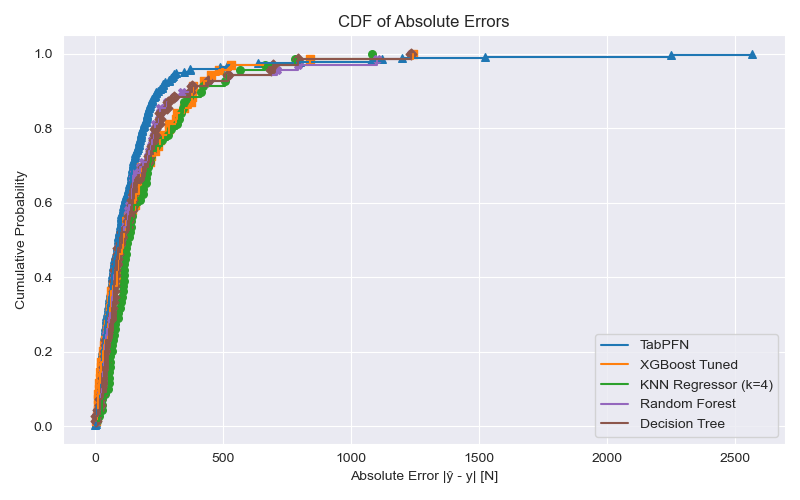 CDF of Absolute Errors
Cumulative Probability
1.0
0.8
0.6
0.4
0.2
0.0
0
500
1000
1500
2000
2500
Absolute Error |ŷ - y| [N]
TabPFN
XGBoost Tuned
KNN Regressor (k=4)
Random Forest
Decision Tree